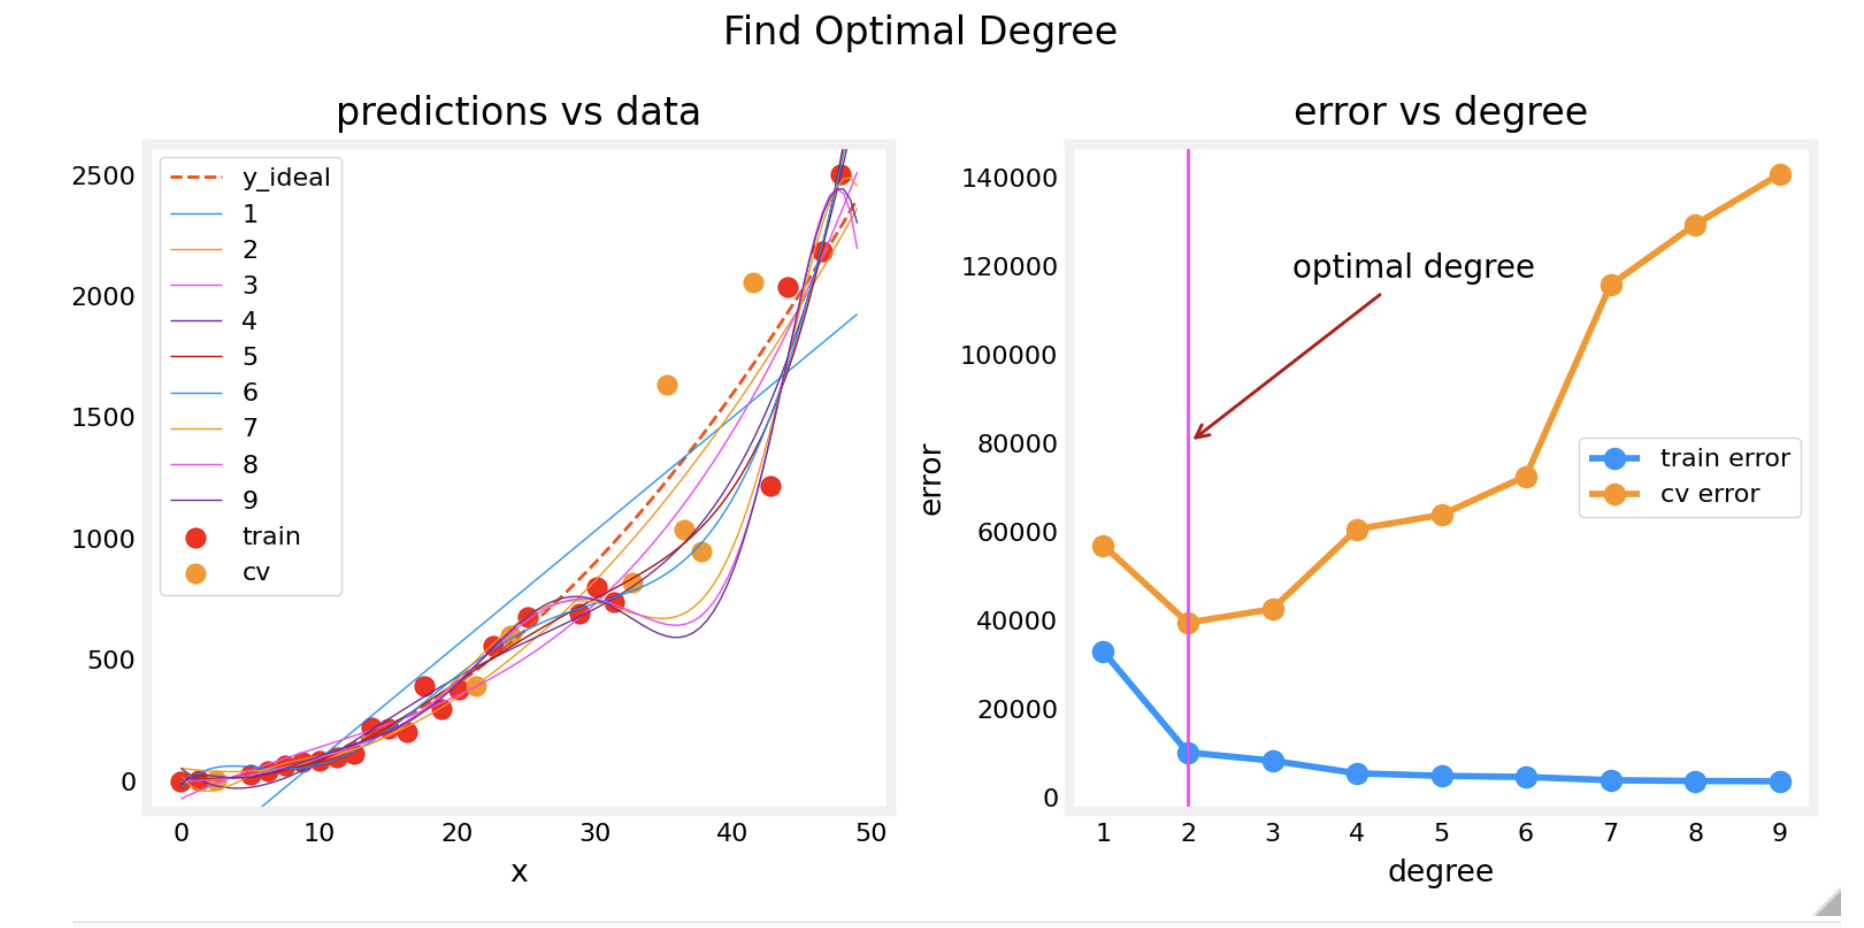 Find Optimal Degree
predictions vs data
2500
2000
1500
1000
500
0
y_ideal
1
2
3
4
5
6
7
8
9
train
cv
0 10 20 30 40 50
x
error vs degree
error
140000
120000
100000
80000
60000
40000
20000
0
optimal degree
train error
cv error
1 2 3 4 5 6 7 8 9
degree